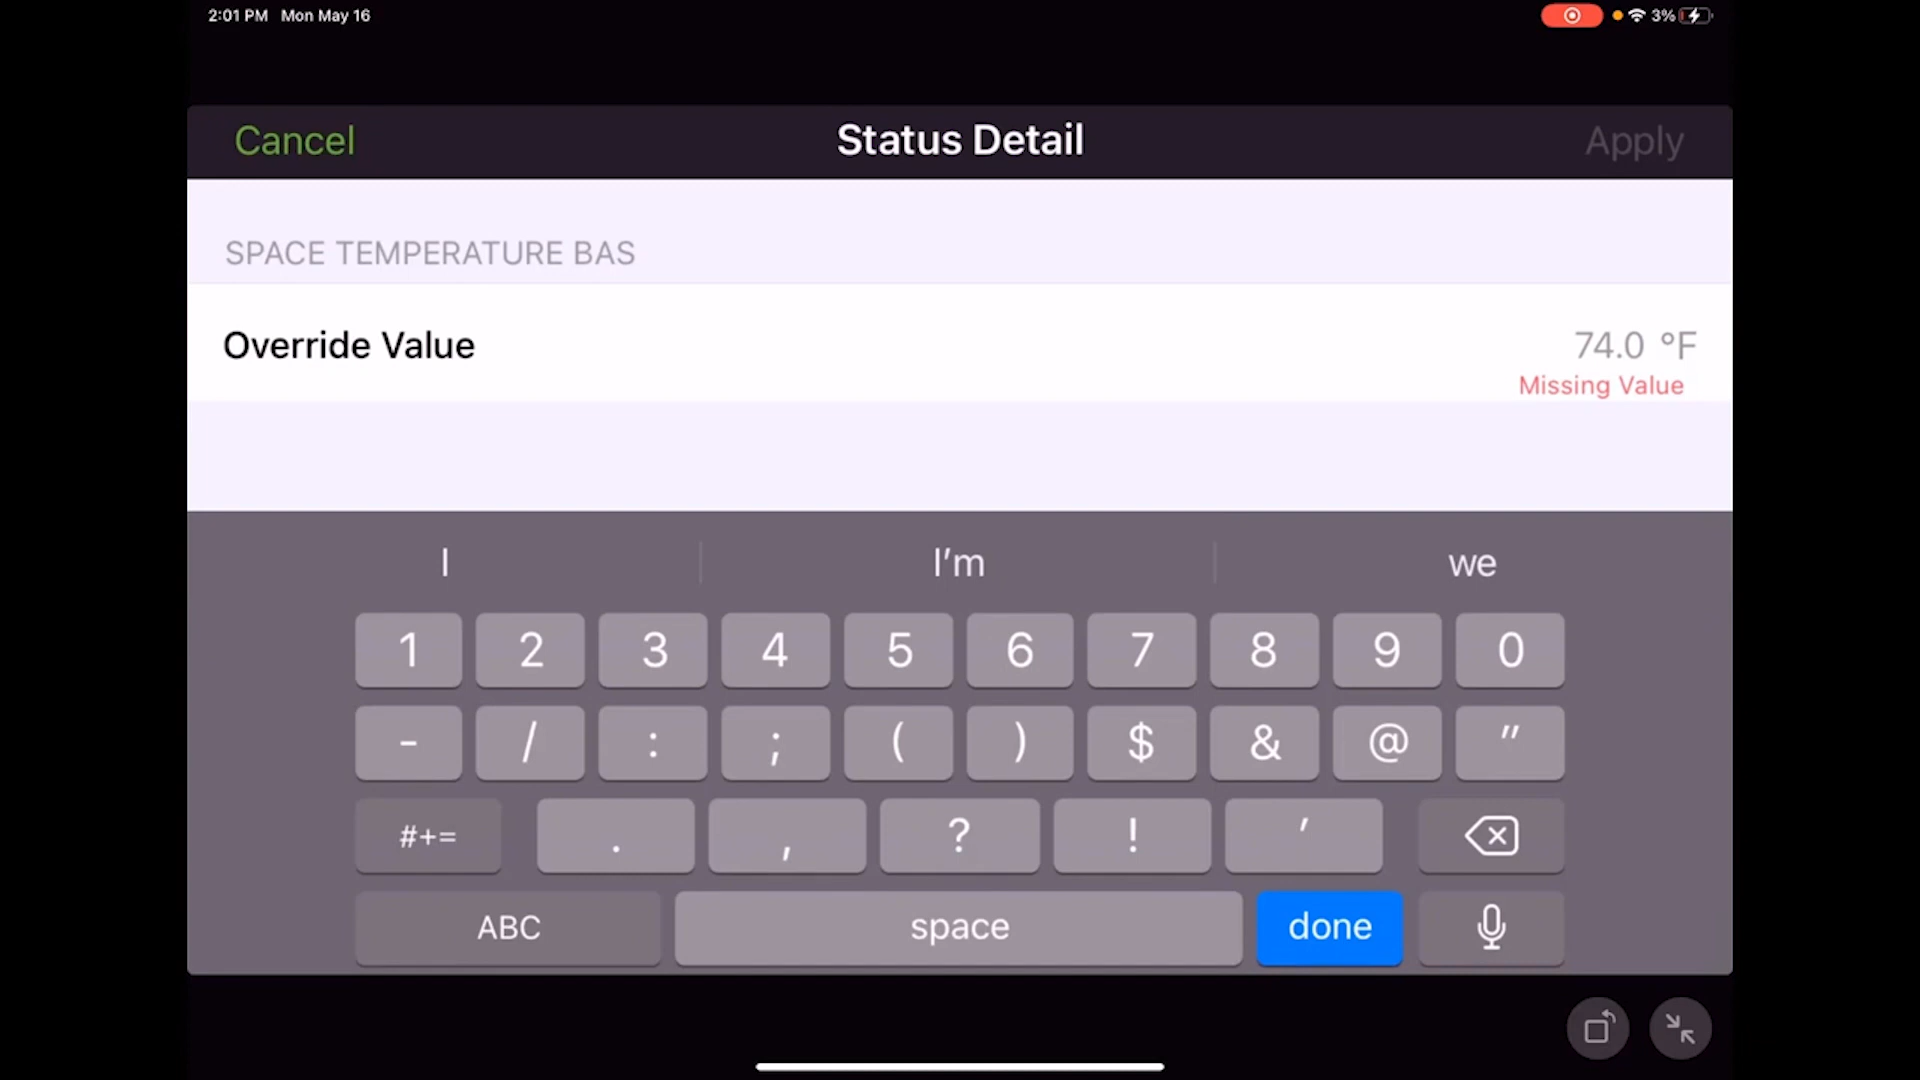 2:01 PM Mon May 16
3%
Cancel
Status Detail
Apply
SPACE TEMPERATURE BAS
Override Value
74.0 °F
Missing Value
I
I’m
we
1 2 3 4 5 6 7 8 9 0
- / : ; ( ) $ & @ "
#+= . , ? ! '
ABC space done